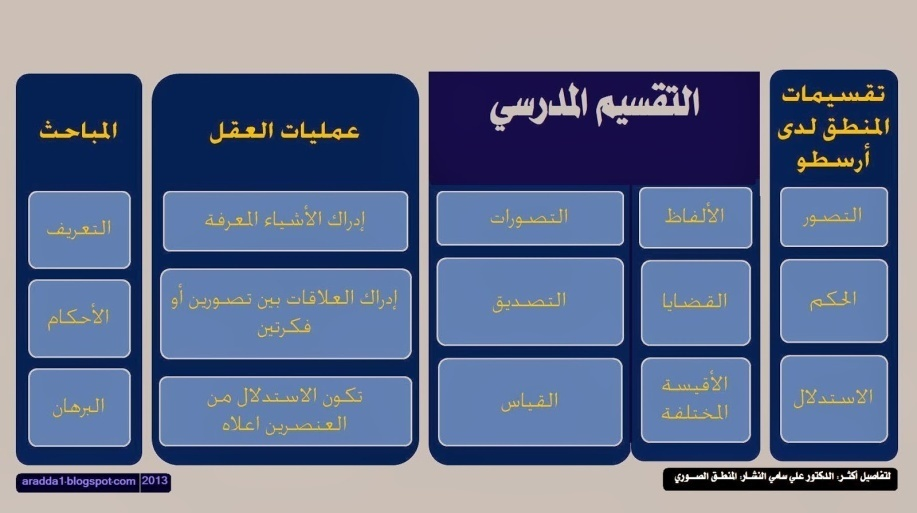 تقسيمات
المنطق لدى
أرسطو
التصور
الحكم
الاستدلال
التقسيم المدرسي
الألفاظ
التصورات
القضايا
التصديق
الأقيسة
المختلفة
القياس
عمليات العقل
إدراك الأشياء المعرفة
إدراك العلاقات بين تصورين أو
فكرتين
تكون الاستدلال من
العنصرين اعلاه
المباحث
التعريف
الأحكام
البرهان
للتفاصيل أكثر: الدكتور علي سامي النشار: المنطق الصوري
aradda1-blogspot-com 2013